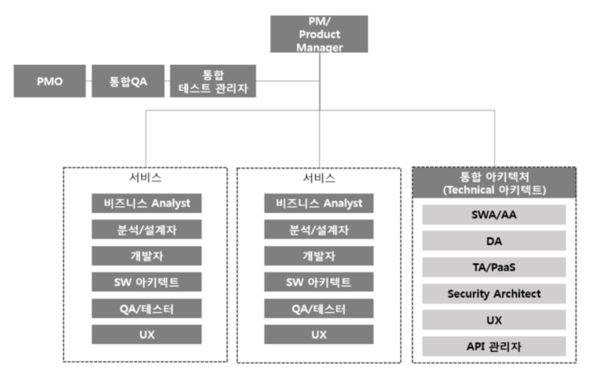 PM/
Product
Manager
PMO
통합QA
통합
테스트 관리자
서비스
비즈니스 Analyst
분석/설계자
개발자
SW 아키텍트
QA/테스터
UX
서비스
비즈니스 Analyst
분석/설계자
개발자
SW 아키텍트
QA/테스터
UX
통합 아키텍처
(Technical 아키텍트)
SWA/AA
DA
TA/PaaS
Security Architect
UX
API 관리자